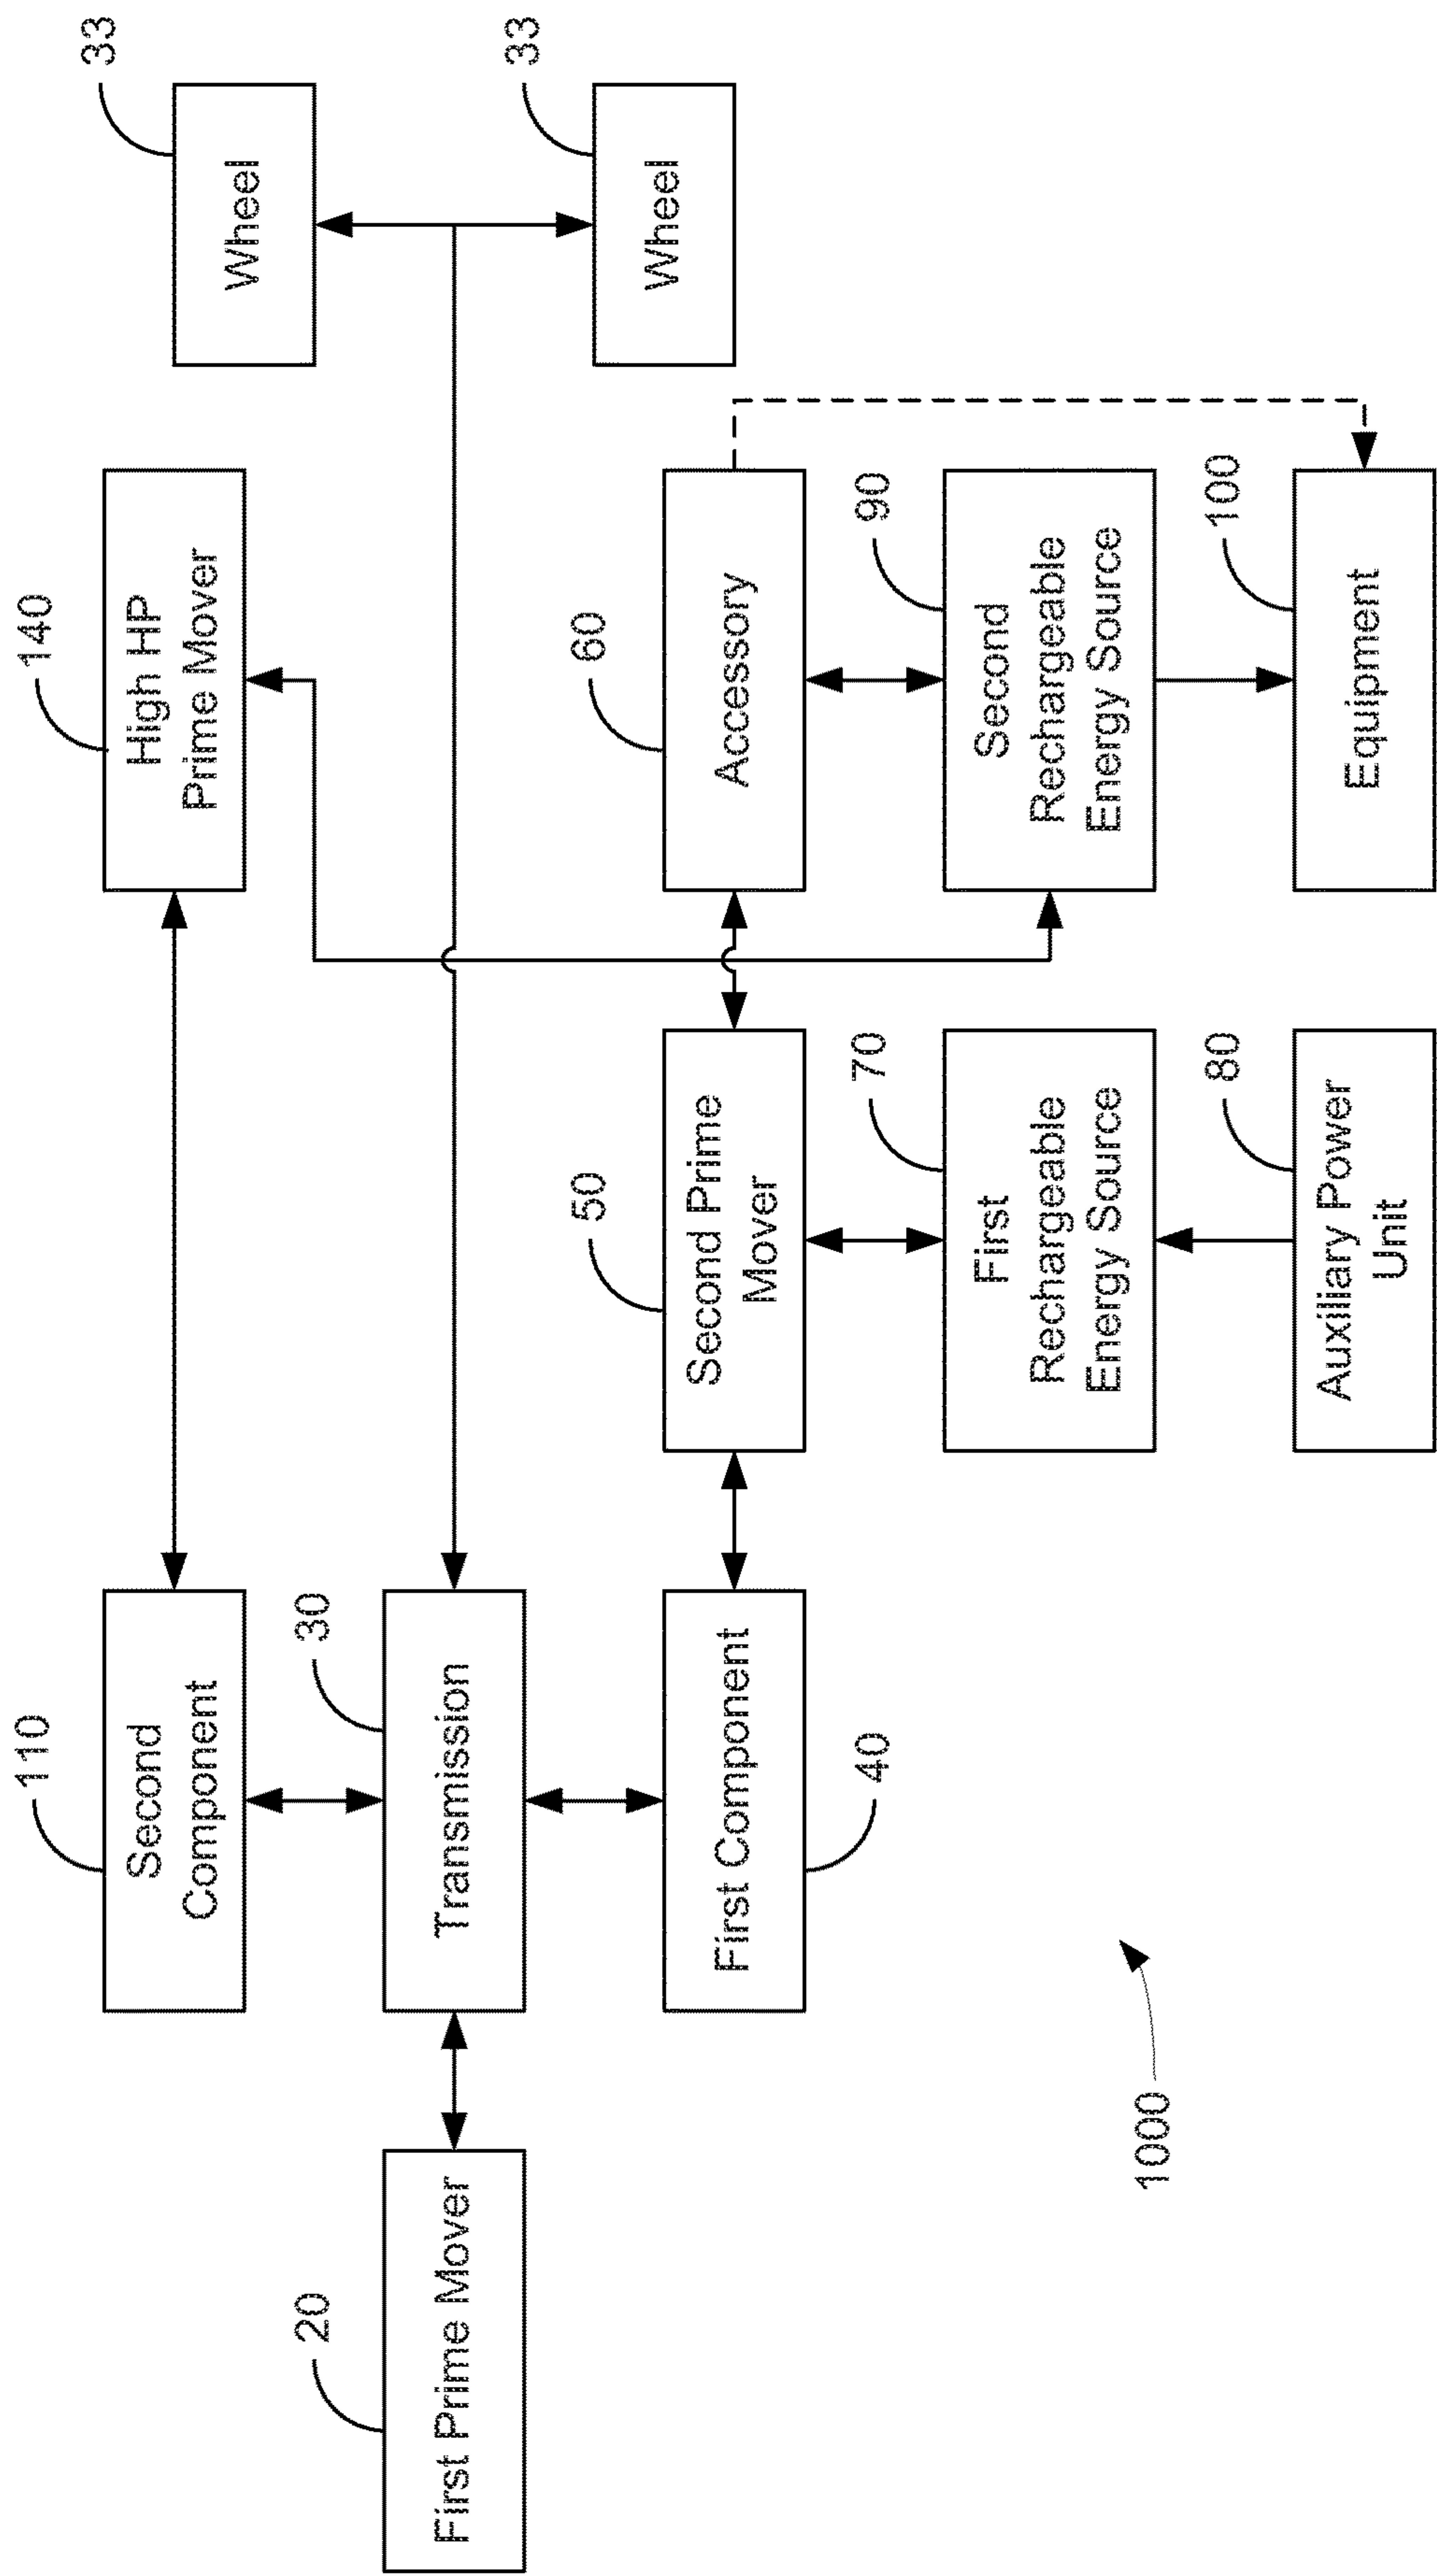 110
Second
Component
140
High HP
Prime Mover
33
Wheel
20
First Prime Mover
30
Transmission
33
Wheel
40
First Component
50
Second Prime
Mover
60
Accessory
70
First
Rechargeable
Energy Source
90
Second
Rechargeable
Energy Source
80
Auxiliary Power
Unit
100
Equipment
1000